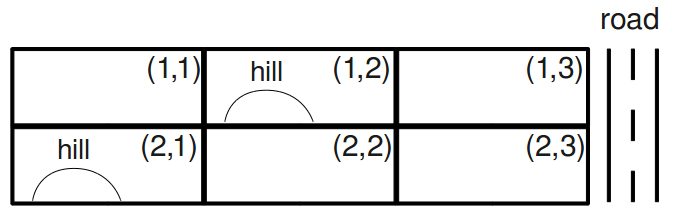 road
(1,1) hill (1,2) (1,3)
hill (2,1) (2,2) (2,3)